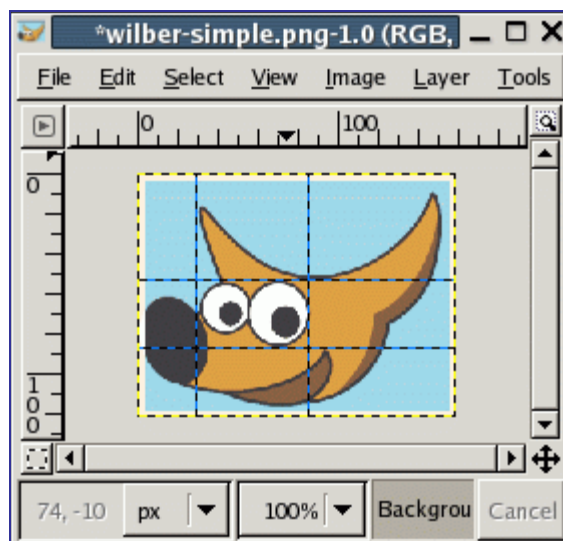 *wilber-simple.png-1.0 (RGB,
File Edit Select View Image Layer Tools
0 100
0
100
74, -10 px 100% Backgrou Cancel